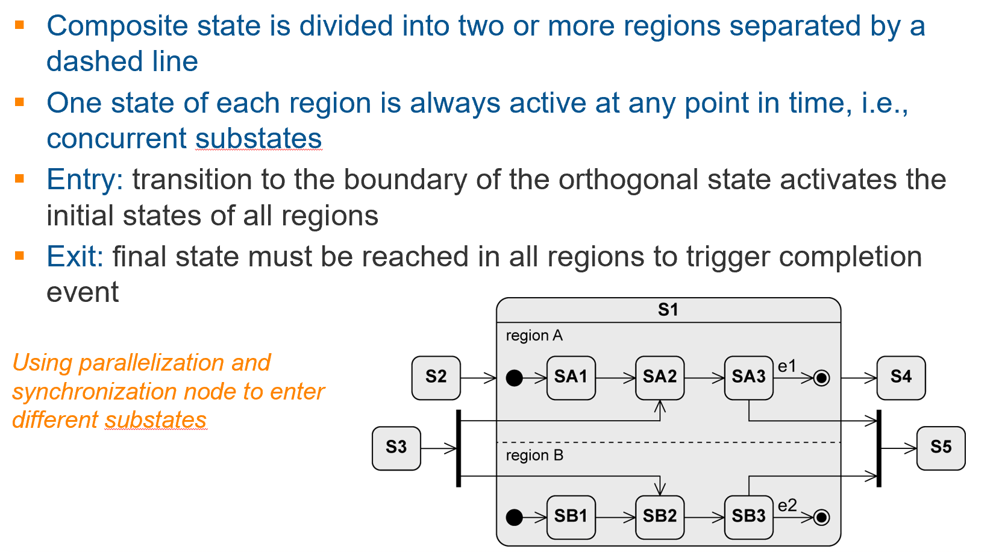 Composite state is divided into two or more regions separated by a
dashed line
One state of each region is always active at any point in time, i.e.,
concurrent substates
Entry: transition to the boundary of the orthogonal state activates the
initial states of all regions
Exit: final state must be reached in all regions to trigger completion
event
Using parallelization and
synchronization node to enter
different substates
S1
region A
S2
SA1
SA2
SA3
e1
S4
S3
S5
region B
SB1
SB2
SB3
e2